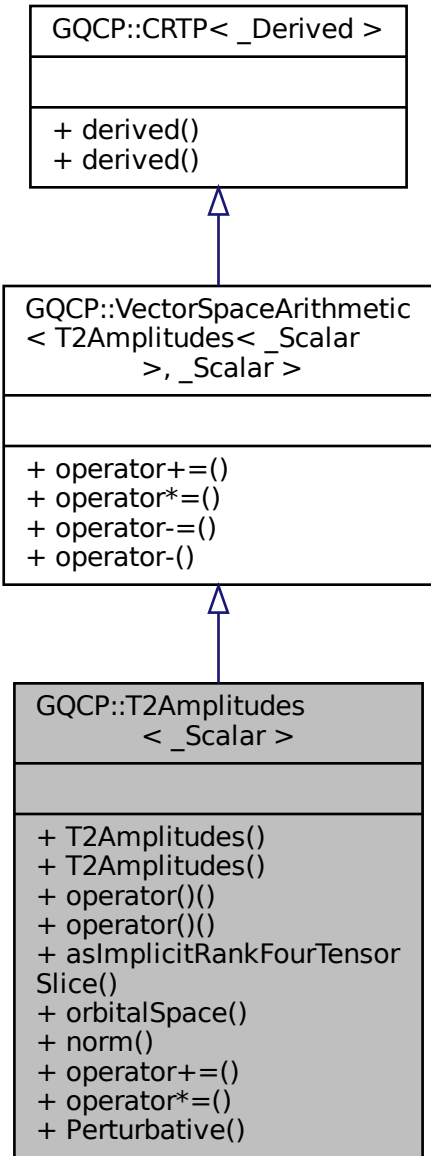 GQCP::CRTP< _Derived >
+ derived()
+ derived()
GQCP::VectorSpaceArithmetic
< T2Amplitudes< _Scalar
>, _Scalar >
+ operator+=()
+ operator*=()
+ operator-=()
+ operator-()
GQCP::T2Amplitudes
< _Scalar >
+ T2Amplitudes()
+ T2Amplitudes()
+ operator()()
+ operator()()
+ asImplicitRankFourTensor
Slice()
+ orbitalSpace()
+ norm()
+ operator+=()
+ operator*=()
+ Perturbative()